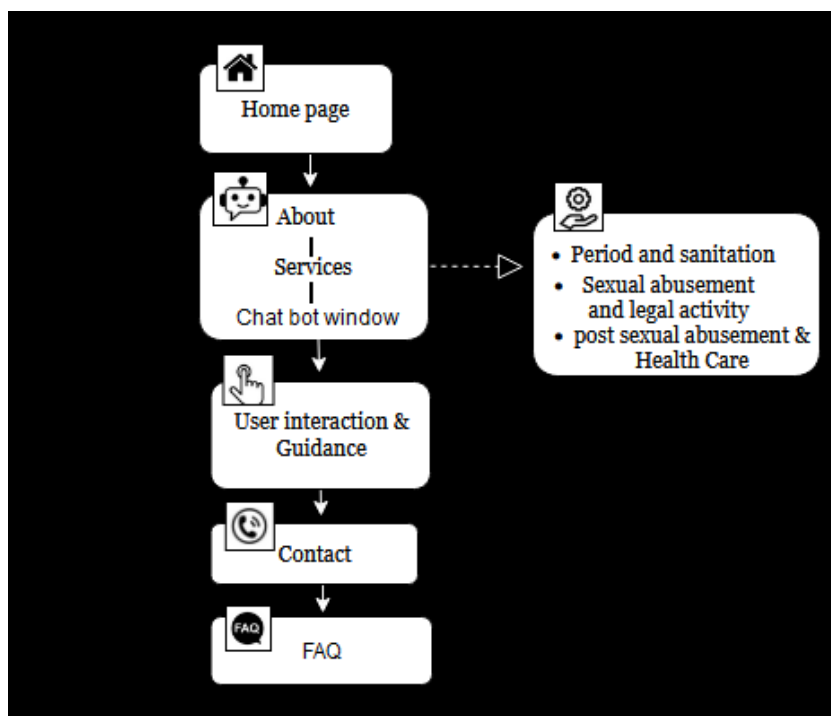 Home page
About
Services
Chat bot window
• Period and sanitation
• Sexual abusement
and legal activity
• post sexual abusement &
Health Care
User interaction &
Guidance
Contact
FAQ
FAQ